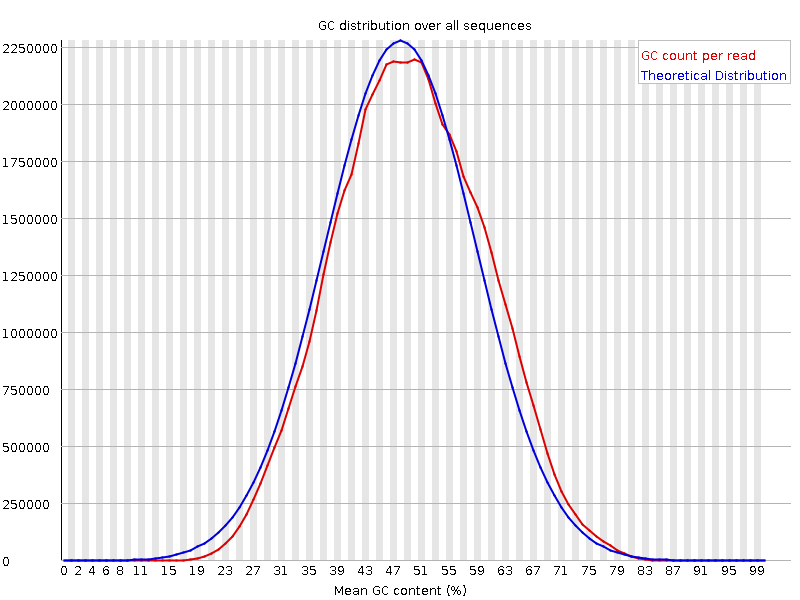 GC distribution over all sequences
GC count per read
Theoretical Distribution
2250000
2000000
1750000
1500000
1250000
1000000
750000
500000
250000
0
0 2 4 6 8 11 15 19 23 27 31 35 39 43 47 51 55 59 63 67 71 75 79 83 87 91 95 99
Mean GC content (%)